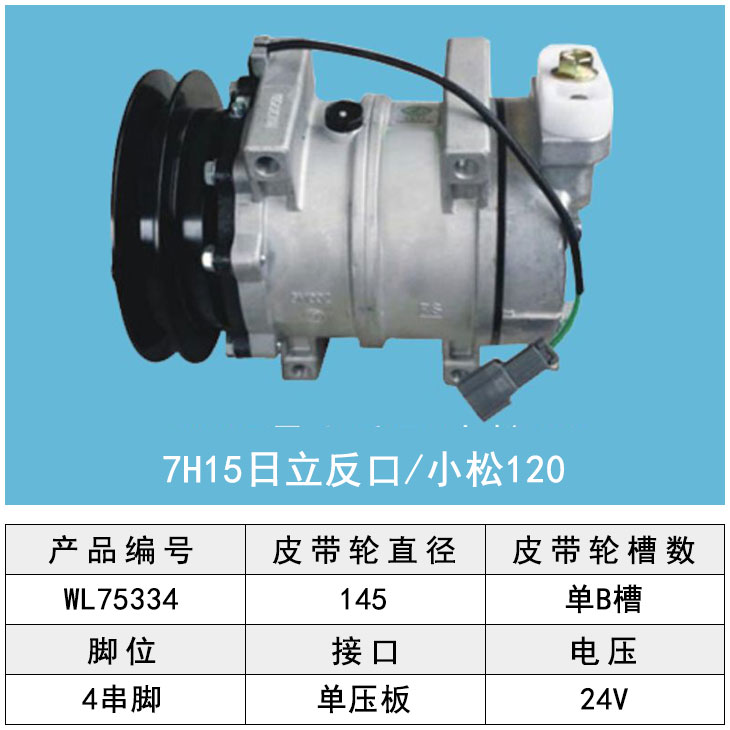 7H15日立反口/小松120
产品编号 皮带轮直径 皮带轮槽数
WL75334 145 单B槽
脚位 接口 电压
4串脚 单压板 24V